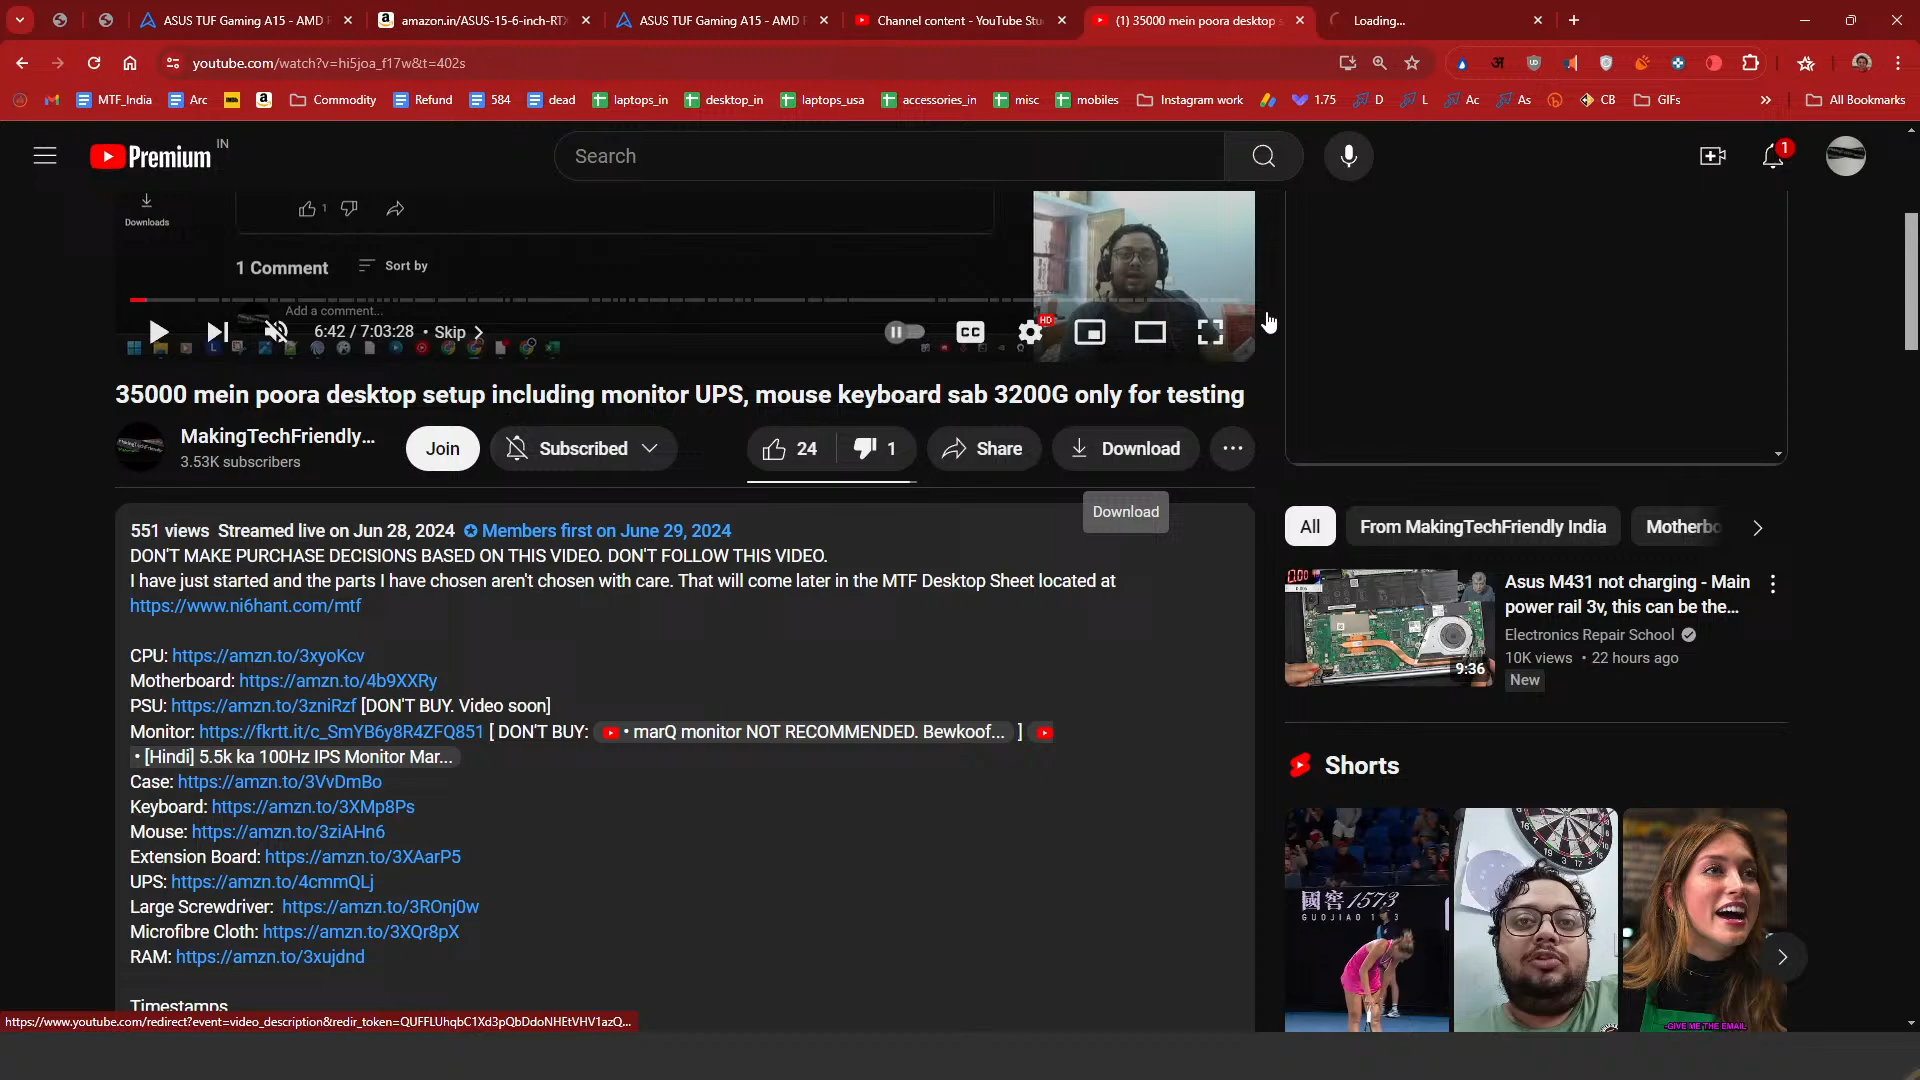 ASUS TUF Gaming A15 - AMD R
amazon.in/ASUS-15-6-inch-RTX
ASUS TUF Gaming A15 - AMD R
Channel content - YouTube Stu
(1) 35000 mein poora desktop s
Loading...
youtube.com/watch?v=hi5joa_f17w&t=402s
MTF_India
Arc
Commodity
Refund
584
dead
laptops_in
desktop_in
laptops_usa
accessories_in
misc
mobiles
Instagram work
1.75
D
L
Ac
As
CB
GIFs
All Bookmarks
Premium IN
Search
1
Downloads
1
1 Comment
Sort by
Add a comment...
6:42 / 7:03:28 • Skip
CC
HD
35000 mein poora desktop setup including monitor UPS, mouse keyboard sab 3200G only for testing
MakingTechFriendly...
3.53K subscribers
Join
Subscribed
24
1
Share
Download
Download
551 views Streamed live on Jun 28, 2024 Members first on June 29, 2024
DON'T MAKE PURCHASE DECISIONS BASED ON THIS VIDEO. DON'T FOLLOW THIS VIDEO.
I have just started and the parts I have chosen aren't chosen with care. That will come later in the MTF Desktop Sheet located at
https://www.ni6hant.com/mtf
CPU: https://amzn.to/3xyoKcv
Motherboard: https://amzn.to/4b9XXRy
PSU: https://amzn.to/3zniRzf [DON'T BUY. Video soon]
Monitor: https://fkrtt.it/c_SmYB6y8R4ZFQ851 [ DON'T BUY: • marQ monitor NOT RECOMMENDED. Bewkoof... ]
• [Hindi] 5.5k ka 100Hz IPS Monitor Mar...
Case: https://amzn.to/3VvDmBo
Keyboard: https://amzn.to/3XMp8Ps
Mouse: https://amzn.to/3ziAHn6
Extension Board: https://amzn.to/3XAarP5
UPS: https://amzn.to/4cmmQLj
Large Screwdriver: https://amzn.to/3ROnj0w
Microfibre Cloth: https://amzn.to/3XQr8pX
RAM: https://amzn.to/3xujdnd
Timestamps
https://www.youtube.com/redirect?event=video_description&redir_token=QUFFLUhqbC1Xd3pQbDdoNHEtVHV1azQ...
All
From MakingTechFriendly India
Motherbo
Asus M431 not charging - Main
power rail 3v, this can be the...
Electronics Repair School
10K views • 22 hours ago
New
9:36
Shorts
國窖 1573
GUOJIAO 1573
-GIVE ME THE EMAIL